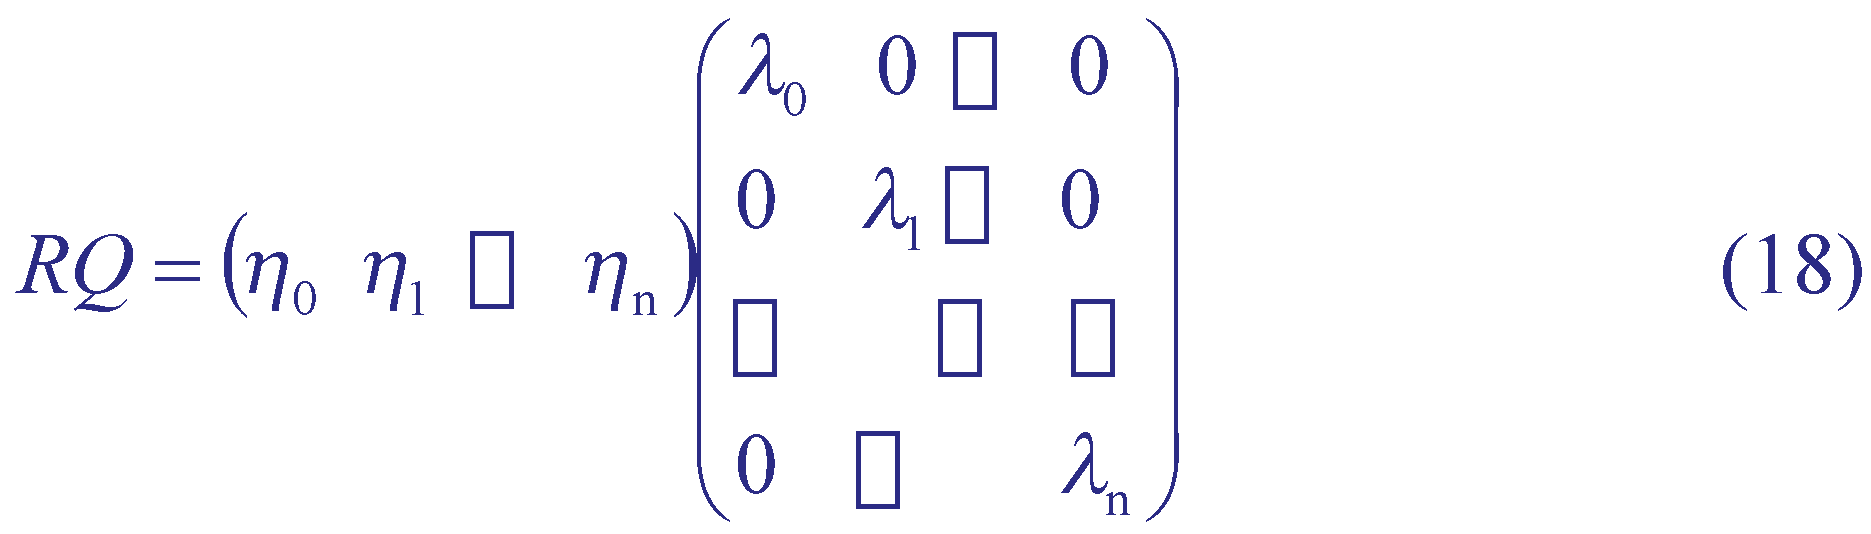 λ₀ 0 □ 0
0 λ₁ □ 0
RQ = (η₀ η₁ □ ηₙ) (18)
□ □ □
0 □ λₙ